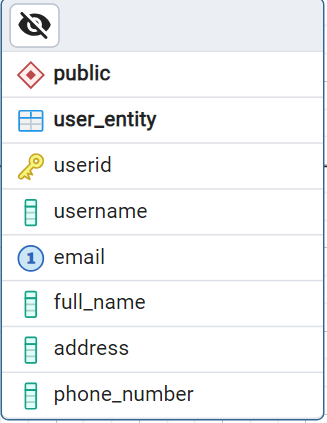 public
user_entity
userid
username
1 email
full_name
address
phone_number